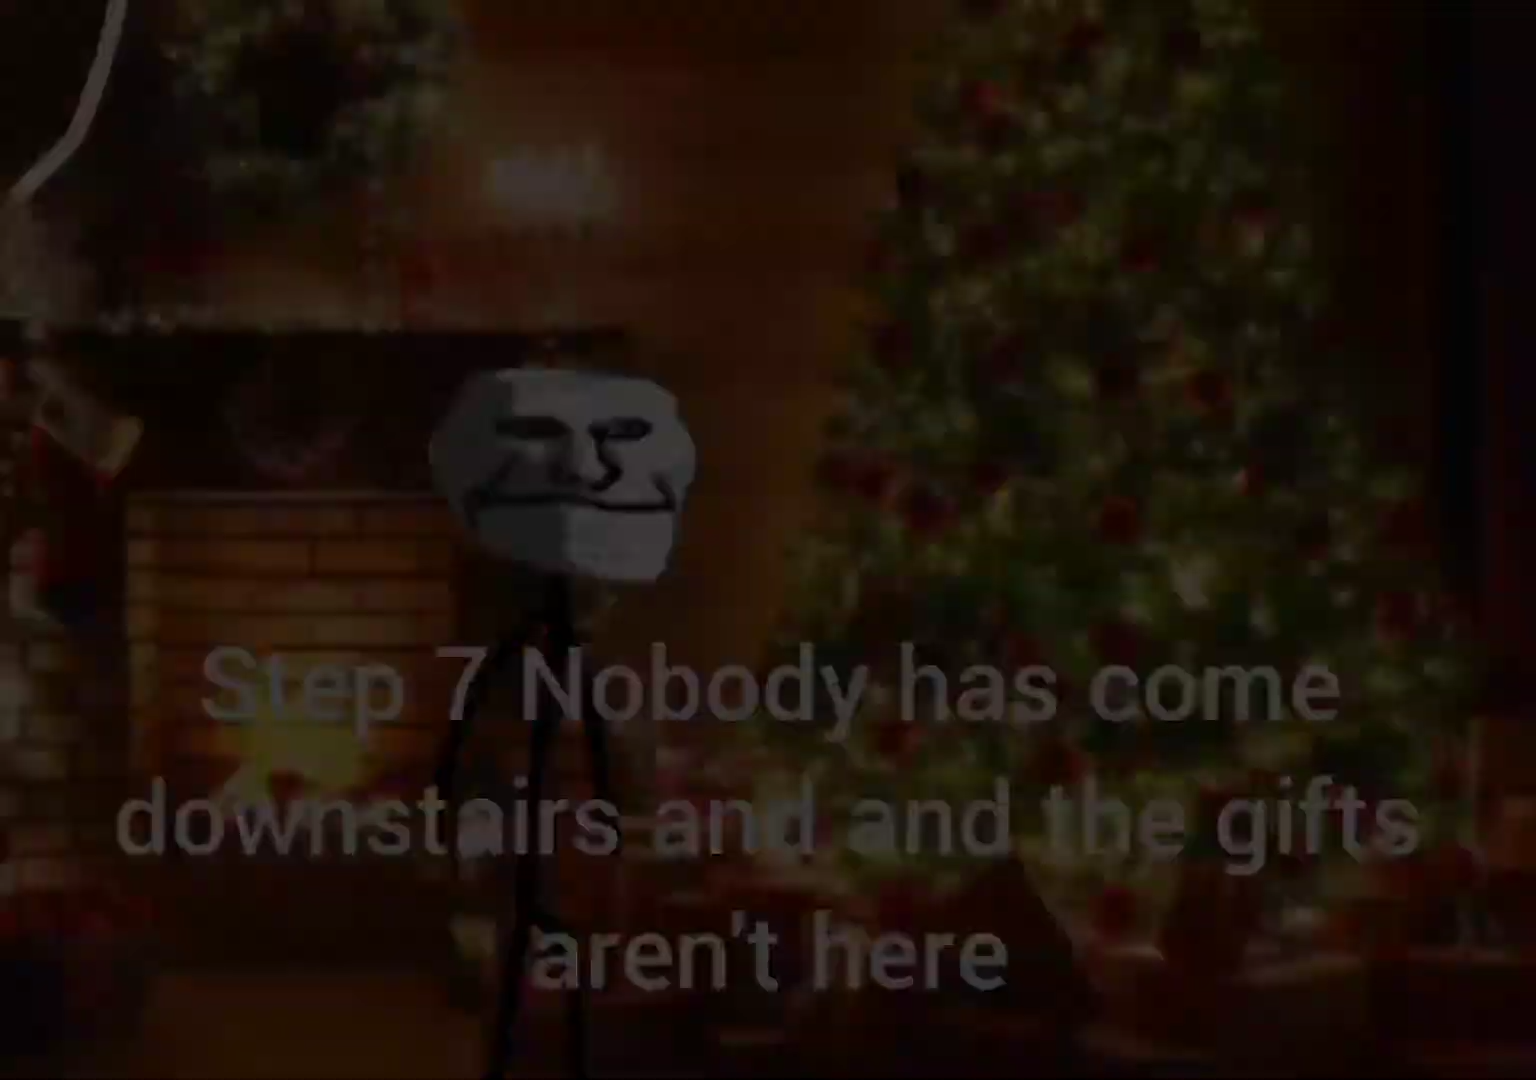 Step 7 Nobody has come
downstairs and and the gifts
aren't here